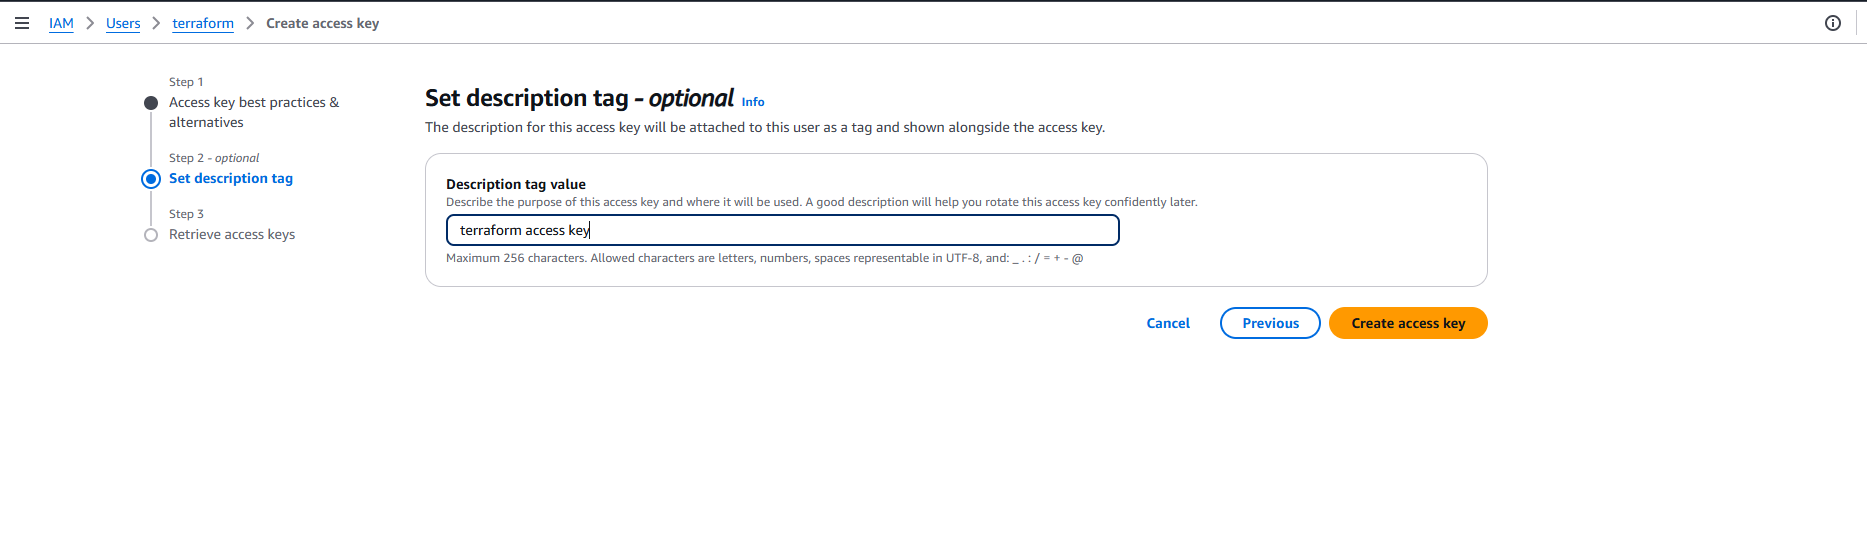 IAM > Users > terraform > Create access key
Step 1
Access key best practices &
alternatives
Step 2 - optional
Set description tag
Step 3
Retrieve access keys
Set description tag - optional Info
The description for this access key will be attached to this user as a tag and shown alongside the access key.
Description tag value
Describe the purpose of this access key and where it will be used. A good description will help you rotate this access key confidently later.
terraform access key
Maximum 256 characters. Allowed characters are letters, numbers, spaces representable in UTF-8, and: _ . : / = + - @
Cancel Previous Create access key